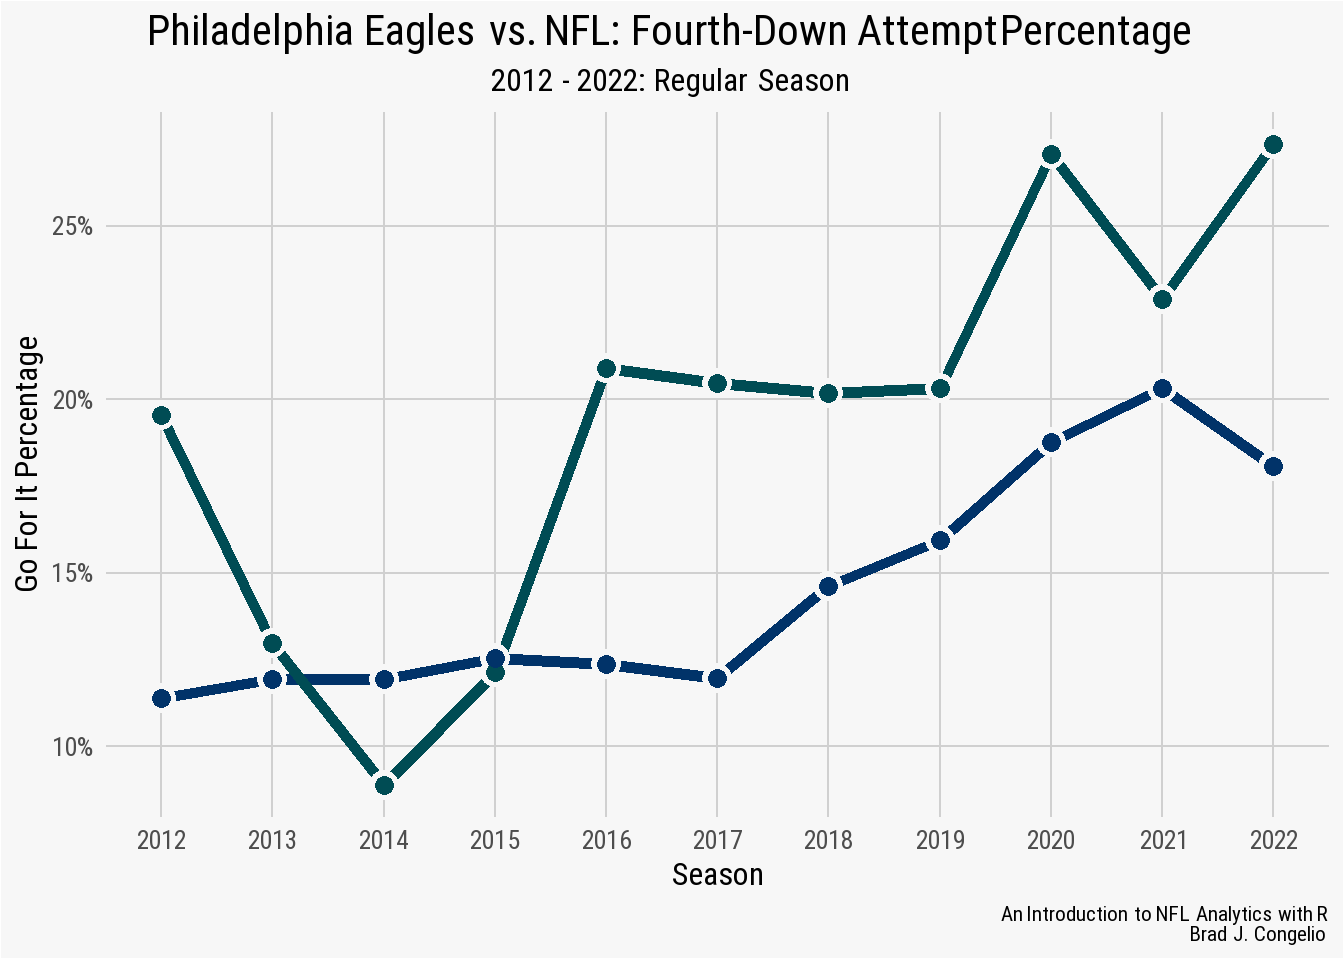 Philadelphia Eagles vs. NFL: Fourth-Down Attempt Percentage
2012 - 2022: Regular Season
Go For It Percentage
25%
20%
15%
10%
2012 2013 2014 2015 2016 2017 2018 2019 2020 2021 2022
Season
An Introduction to NFL Analytics with R
Brad J. Congelio